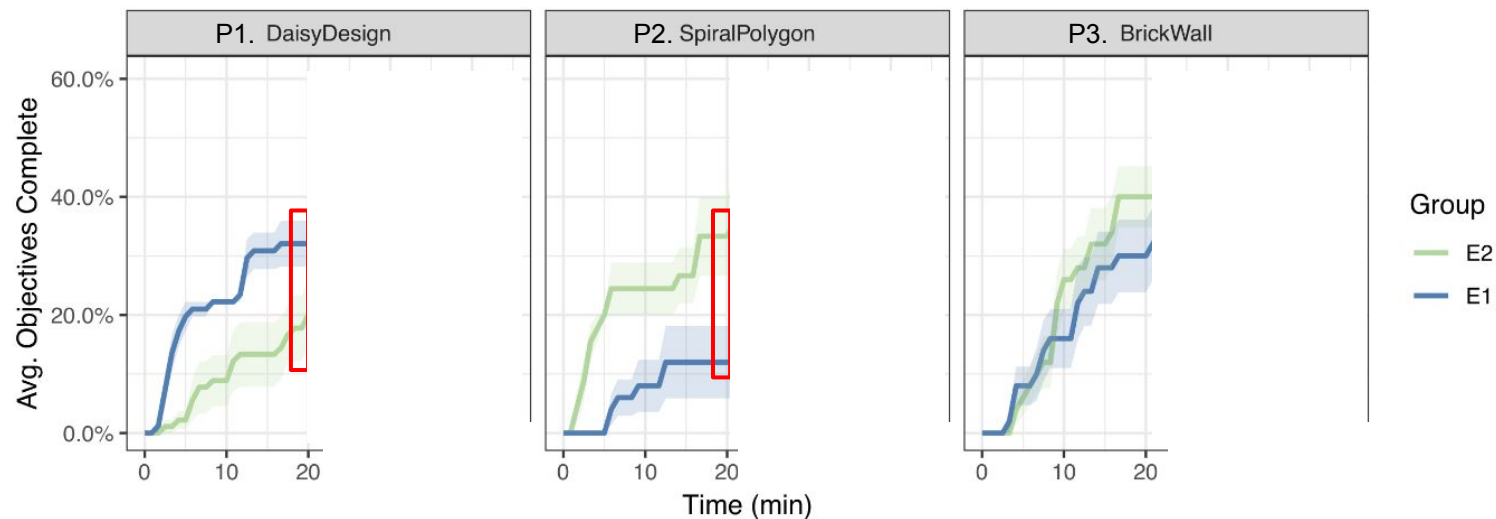 P1. DaisyDesign
P2. SpiralPolygon
P3. BrickWall
60.0%
40.0%
20.0%
0.0%
Avg. Objectives Complete
0 10 20
0 10 20
0 10 20
Time (min)
Group
E2
E1